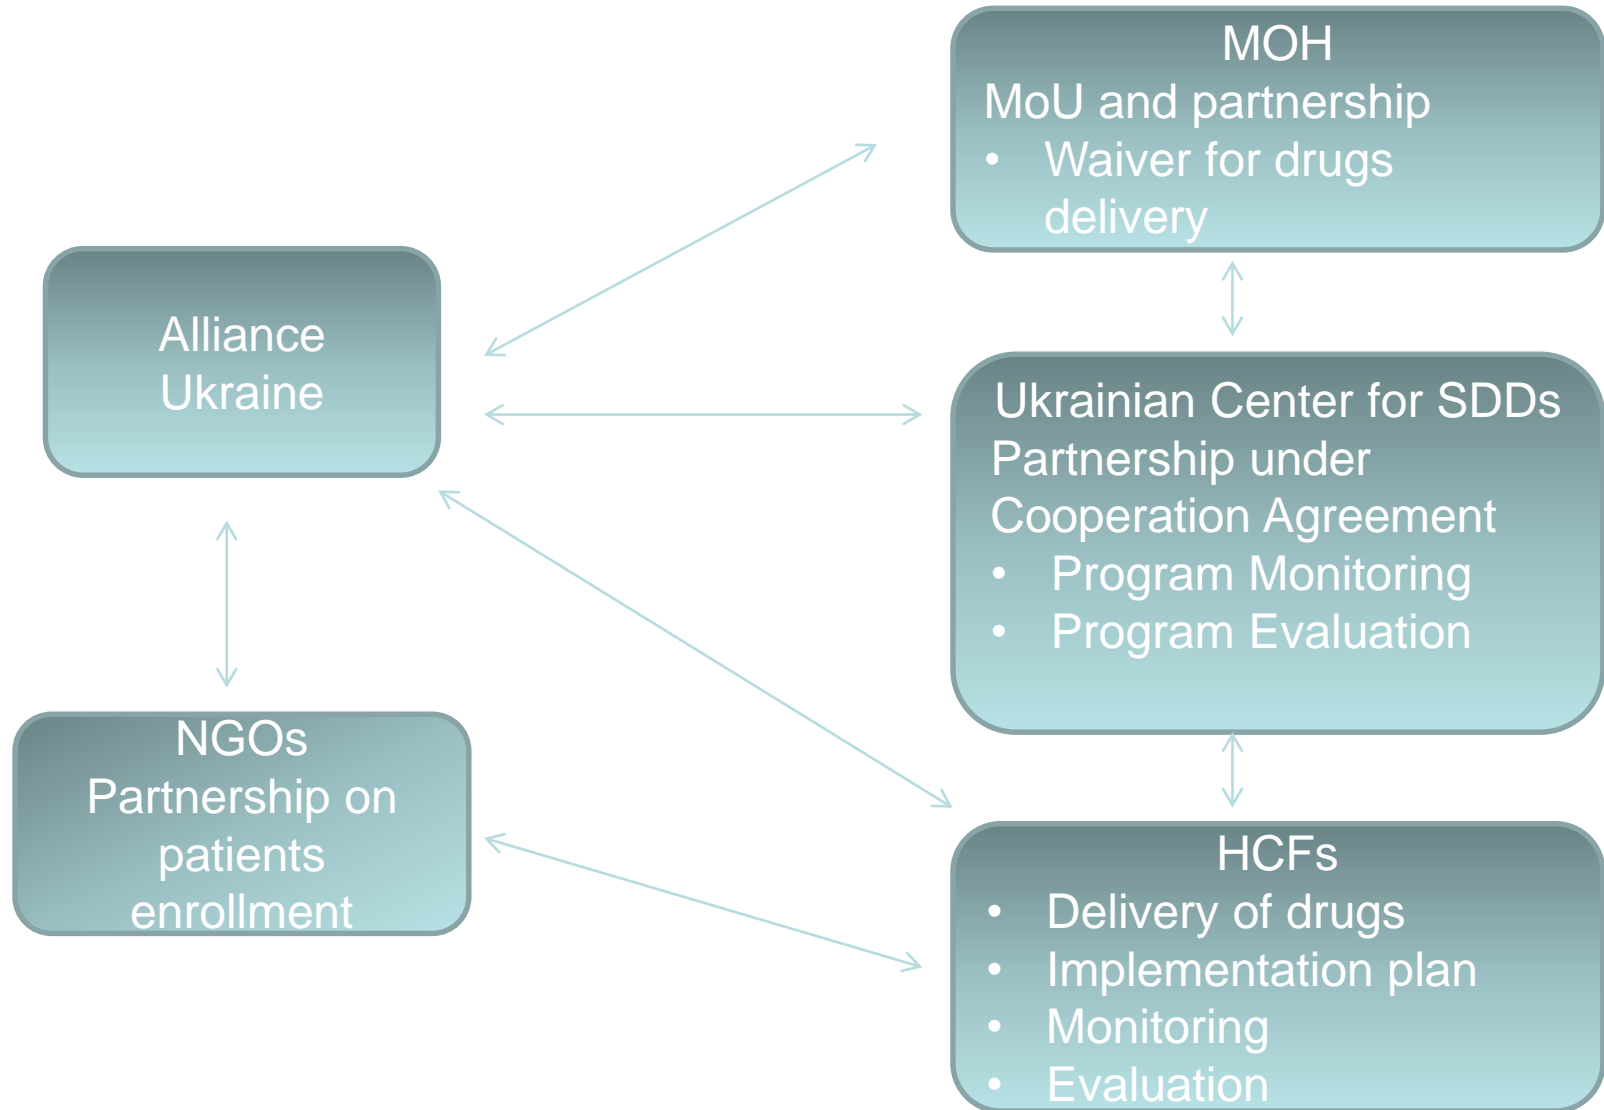 MOH
MoU and partnership
• Waiver for drugs
delivery
Alliance
Ukraine
Ukrainian Center for SDDs
Partnership under
Cooperation Agreement
• Program Monitoring
• Program Evaluation
NGOs
Partnership on
patients
enrollment
HCFs
• Delivery of drugs
• Implementation plan
• Monitoring
• Evaluation